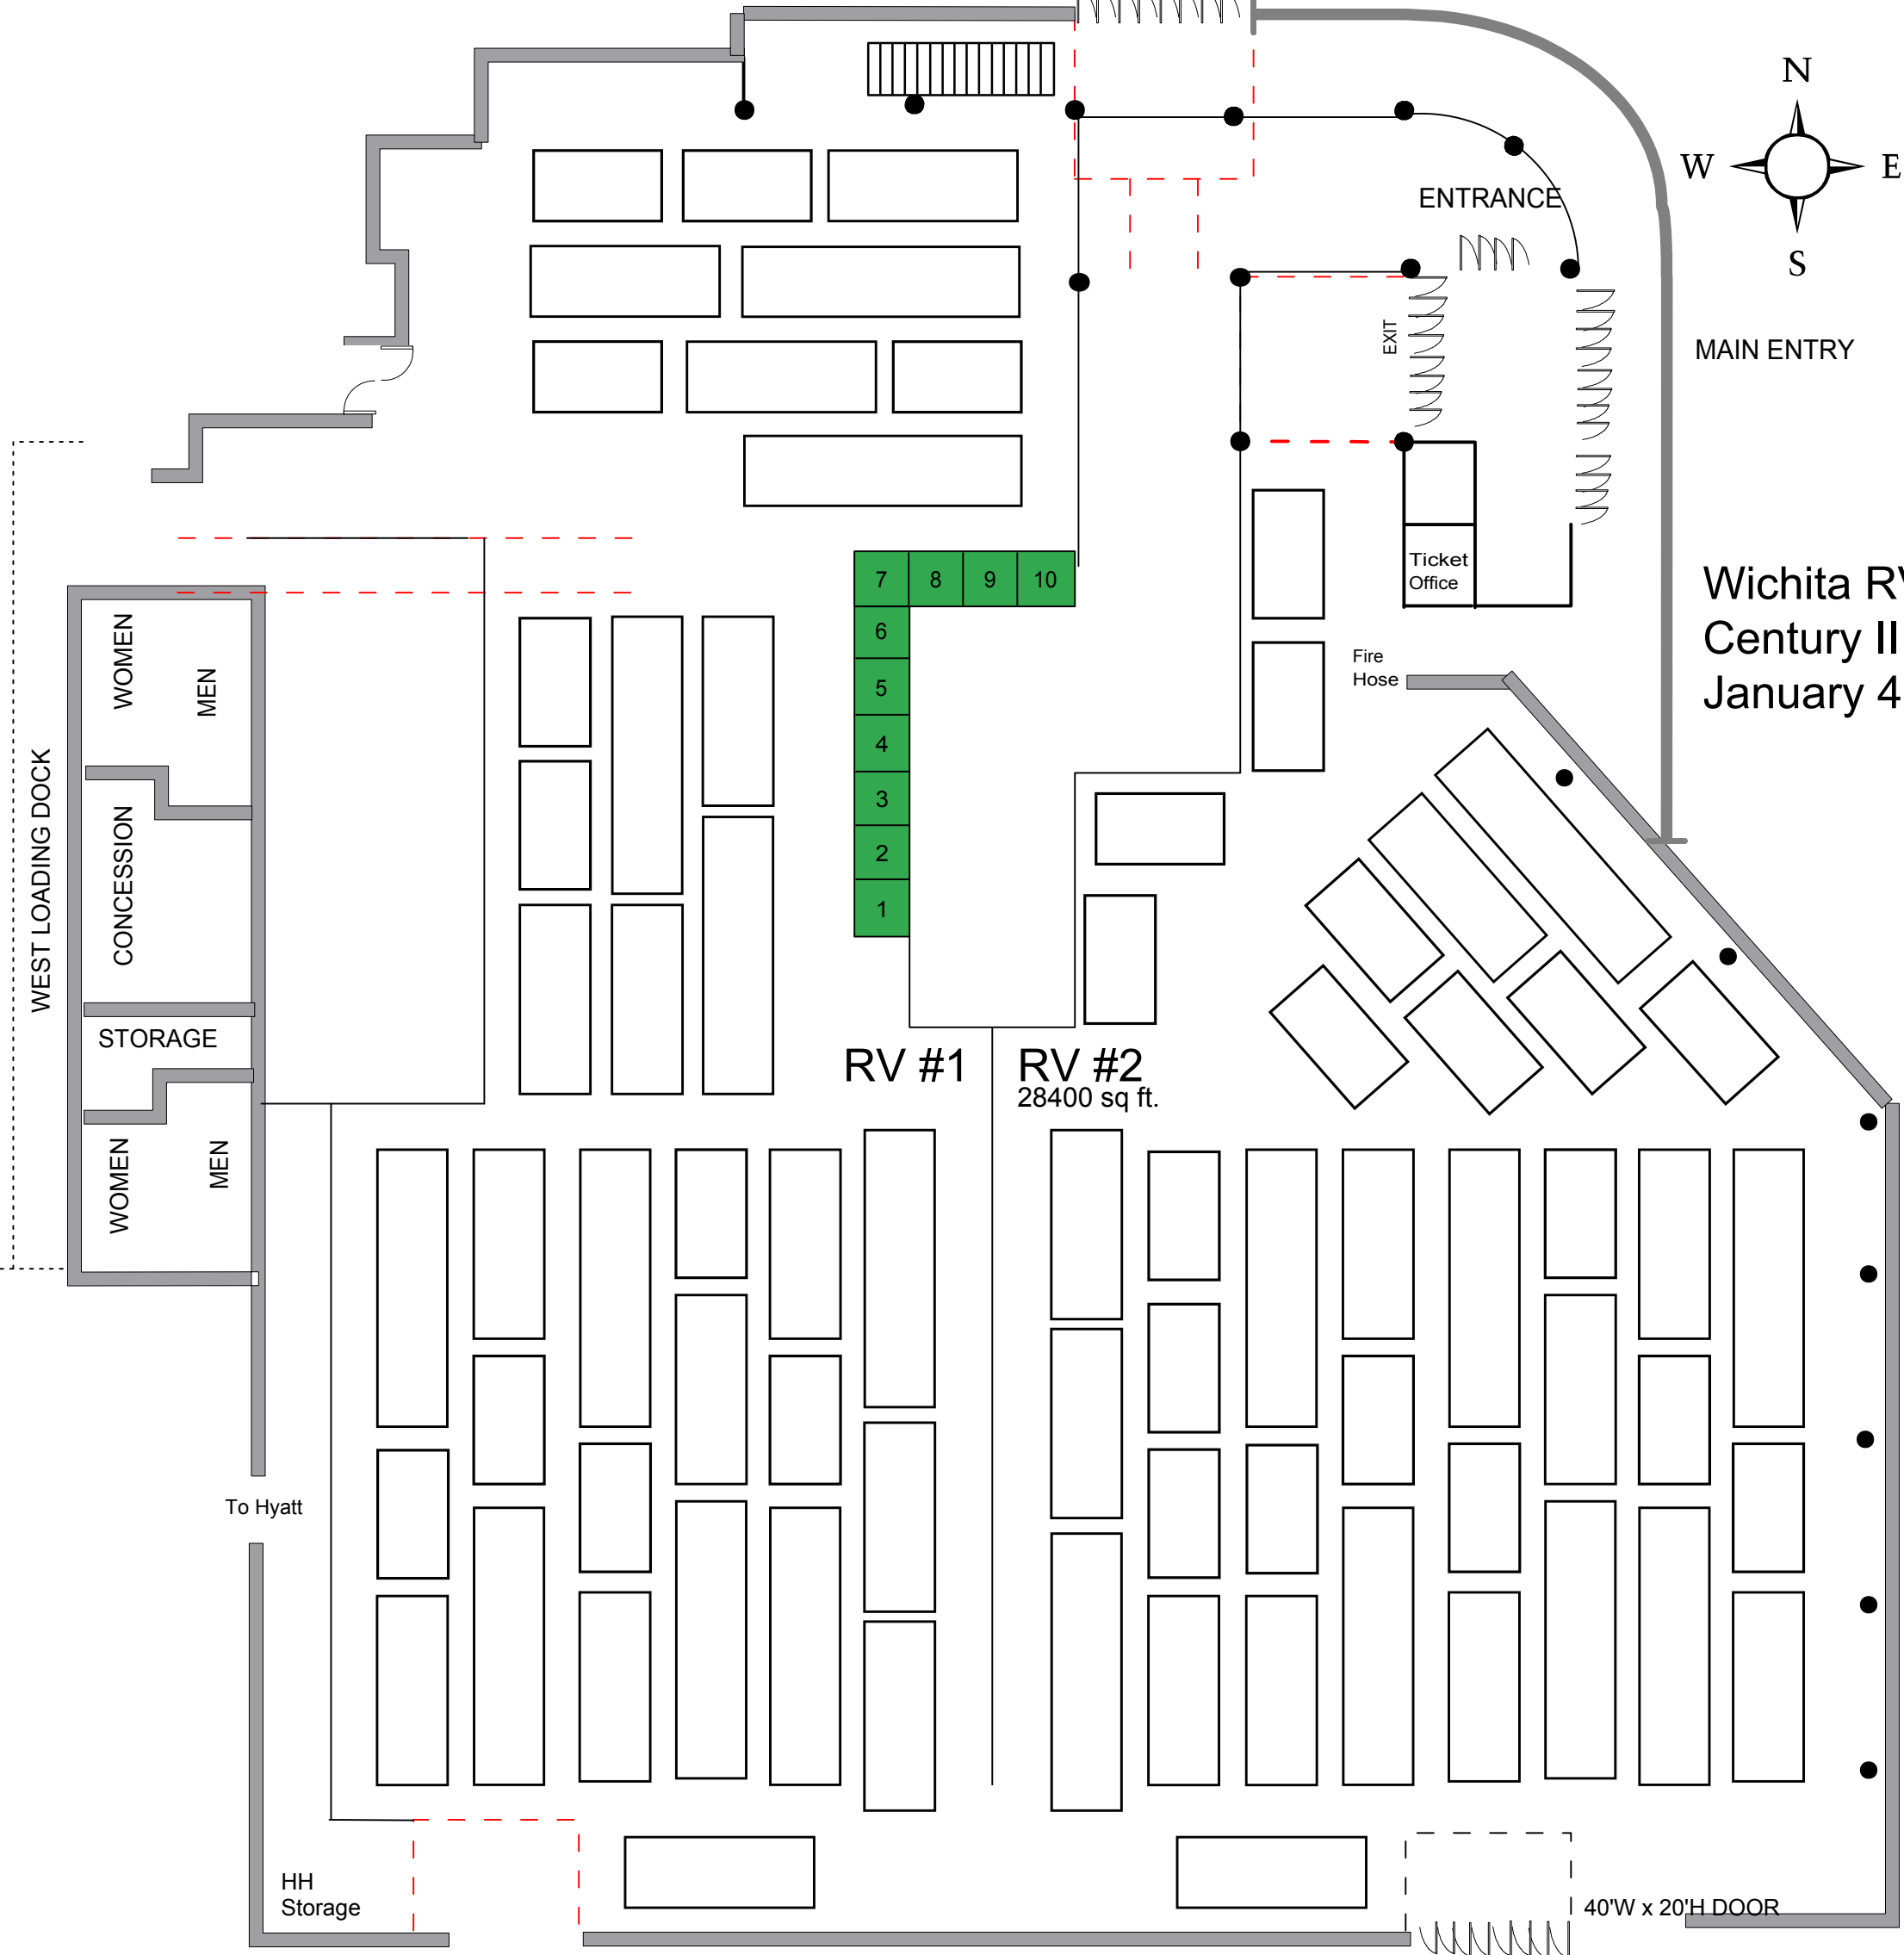 N
W
E
S
ENTRANCE
EXIT
MAIN ENTRY
Ticket
Office
Wichita RV
Century II
January 4
Fire
Hose
7 8 9 10
6
5
4
3
2
1
WOMEN
MEN
WEST LOADING DOCK
CONCESSION
STORAGE
WOMEN
MEN
RV #1
RV #2
28400 sq ft.
To Hyatt
HH
Storage
40'W x 20'H DOOR